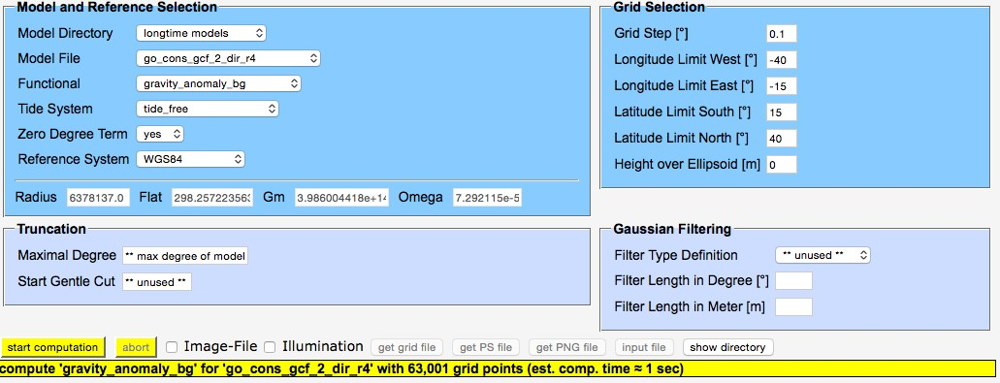 Model and Reference Selection
Model Directory longtime models
Model File go_cons_gcf_2_dir_r4
Functional gravity_anomaly_bg
Tide System tide_free
Zero Degree Term yes
Reference System WGS84
Radius 6378137.0 Flat 298.257223563 Gm 3.986004418e+14 Omega 7.292115e-5
Grid Selection
Grid Step [°] 0.1
Longitude Limit West [°] -40
Longitude Limit East [°] -15
Latitude Limit South [°] 15
Latitude Limit North [°] 40
Height over Ellipsoid [m] 0
Truncation
Maximal Degree ** max degree of model
Start Gentle Cut ** unused **
Gaussian Filtering
Filter Type Definition ** unused **
Filter Length in Degree [°]
Filter Length in Meter [m]
start computation abort Image-File Illumination get grid file get PS file get PNG file input file show directory
compute 'gravity_anomaly_bg' for 'go_cons_gcf_2_dir_r4' with 63,001 grid points (est. comp. time ≈ 1 sec)